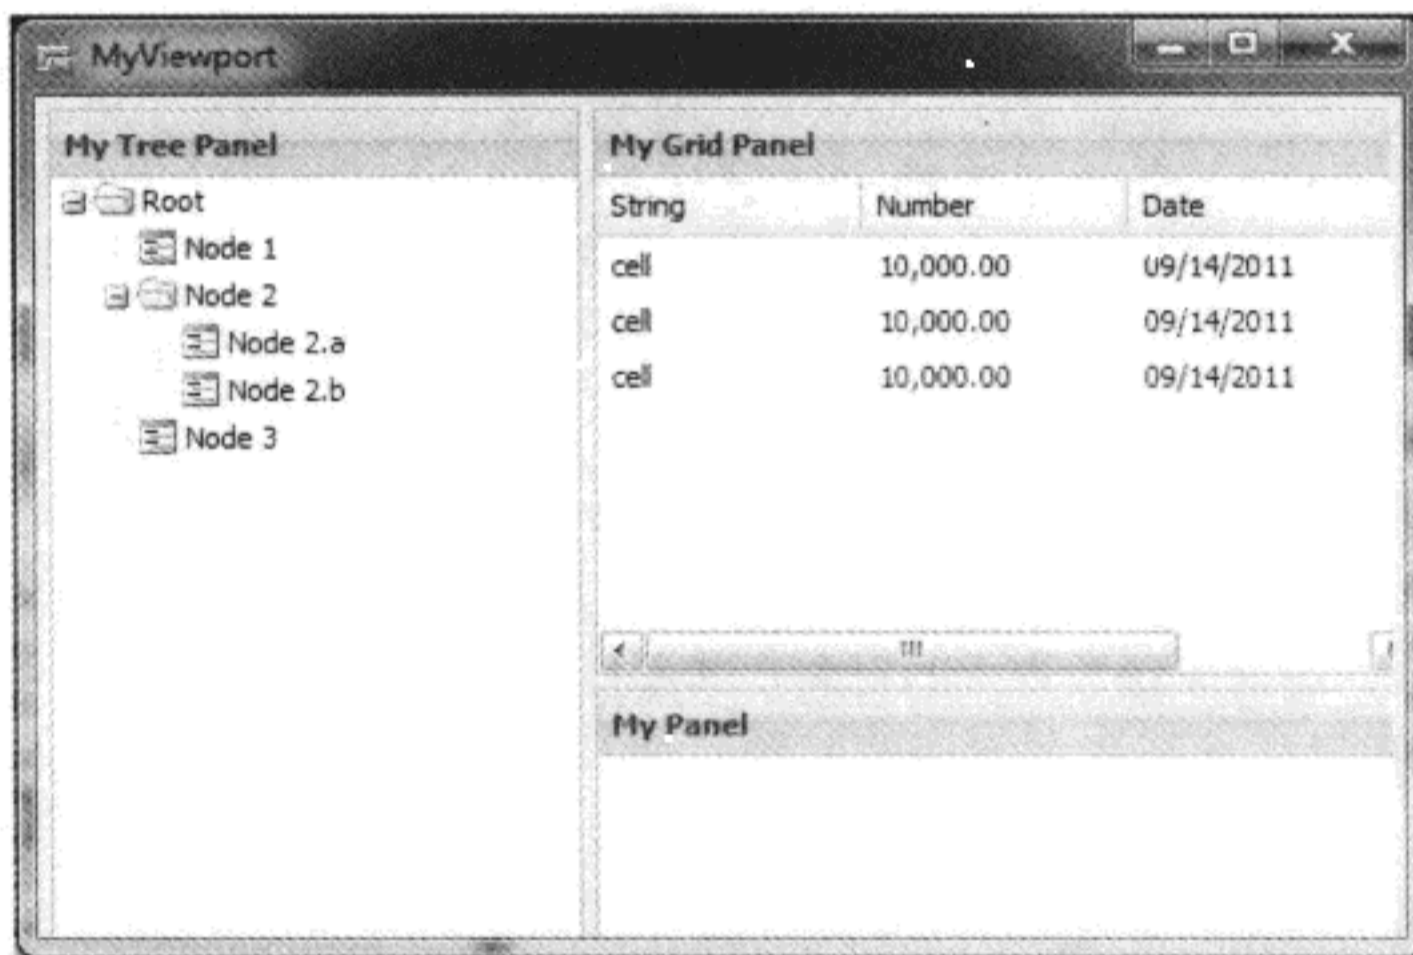 MyViewport
My Tree Panel
Root
Node 1
Node 2
Node 2.a
Node 2.b
Node 3
My Grid Panel
String Number Date
cell 10,000.00 09/14/2011
cell 10,000.00 09/14/2011
cell 10,000.00 09/14/2011
My Panel